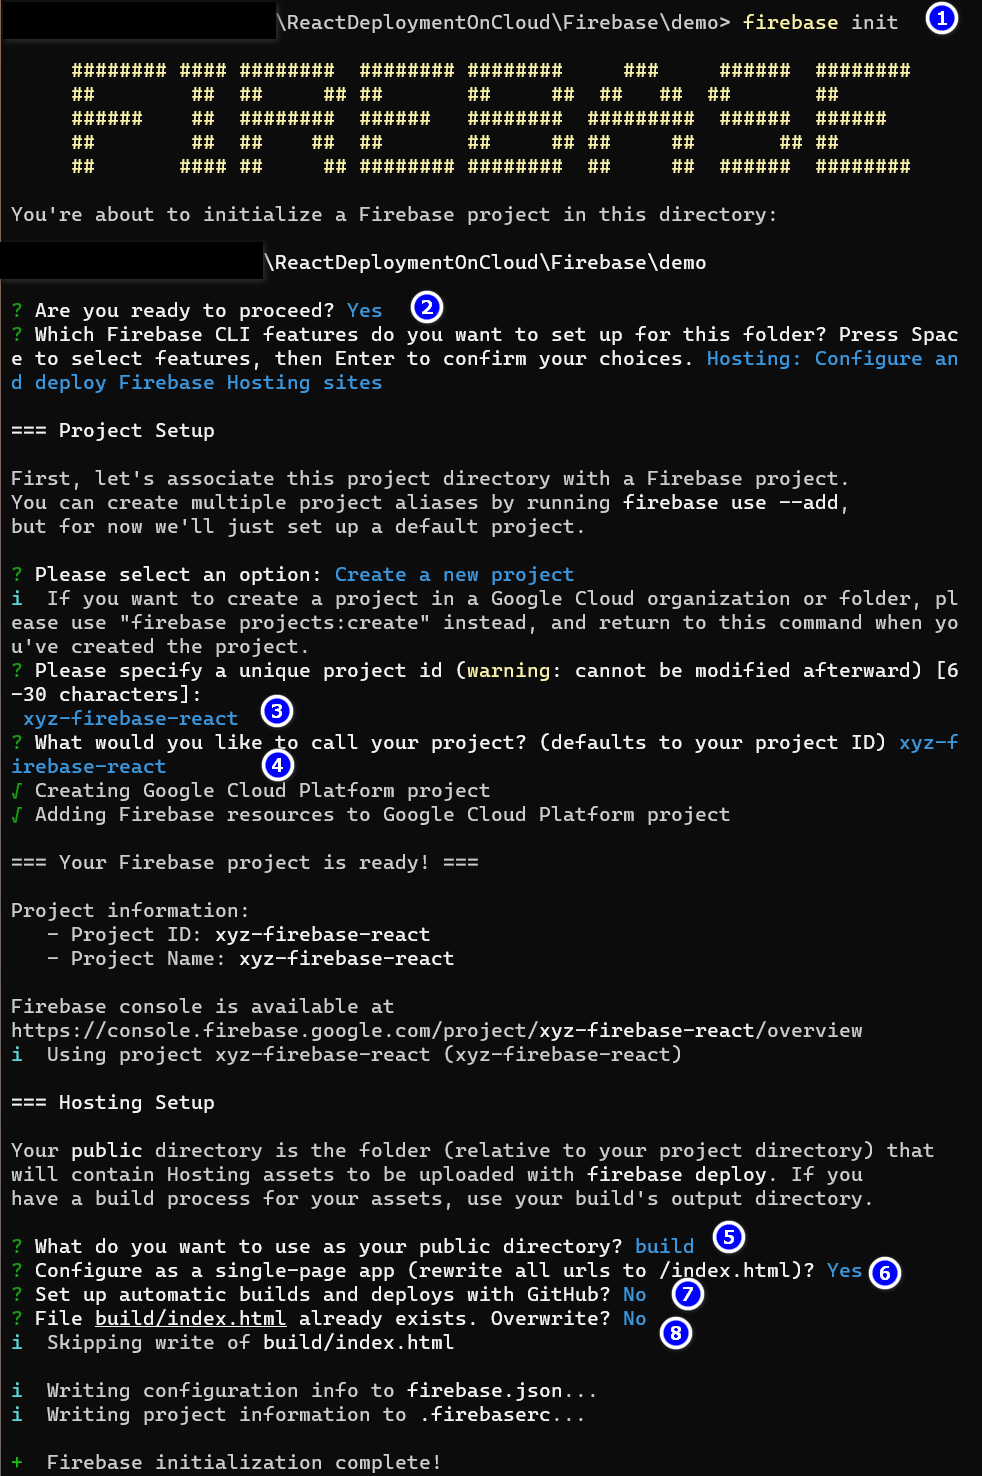 \ReactDeploymentOnCloud\Firebase\demo> firebase init 1
######## #### ########  ######## ########     ###     ######  ########
##        ##  ##     ## ##       ##     ##  ##   ##  ##       ##
######    ##  ########  ######   ########  #########  ######  ######
##        ##  ##    ##  ##       ##     ## ##     ##       ## ##
##       #### ##     ## ######## ########  ##     ##  ######  ########
You're about to initialize a Firebase project in this directory:
\ReactDeploymentOnCloud\Firebase\demo
? Are you ready to proceed? Yes 2
? Which Firebase CLI features do you want to set up for this folder? Press Spac
e to select features, then Enter to confirm your choices. Hosting: Configure an
d deploy Firebase Hosting sites
=== Project Setup
First, let's associate this project directory with a Firebase project.
You can create multiple project aliases by running firebase use --add,
but for now we'll just set up a default project.
? Please select an option: Create a new project
i  If you want to create a project in a Google Cloud organization or folder, pl
ease use "firebase projects:create" instead, and return to this command when yo
u've created the project.
? Please specify a unique project id (warning: cannot be modified afterward) [6
-30 characters]:
xyz-firebase-react 3
? What would you like to call your project? (defaults to your project ID) xyz-f
irebase-react 4
√ Creating Google Cloud Platform project
√ Adding Firebase resources to Google Cloud Platform project
=== Your Firebase project is ready! ===
Project information:
   - Project ID: xyz-firebase-react
   - Project Name: xyz-firebase-react
Firebase console is available at
https://console.firebase.google.com/project/xyz-firebase-react/overview
i  Using project xyz-firebase-react (xyz-firebase-react)
=== Hosting Setup
Your public directory is the folder (relative to your project directory) that
will contain Hosting assets to be uploaded with firebase deploy. If you
have a build process for your assets, use your build's output directory.
? What do you want to use as your public directory? build 5
? Configure as a single-page app (rewrite all urls to /index.html)? Yes 6
? Set up automatic builds and deploys with GitHub? No 7
? File build/index.html already exists. Overwrite? No 8
i  Skipping write of build/index.html
i  Writing configuration info to firebase.json...
i  Writing project information to .firebaserc...
+  Firebase initialization complete!